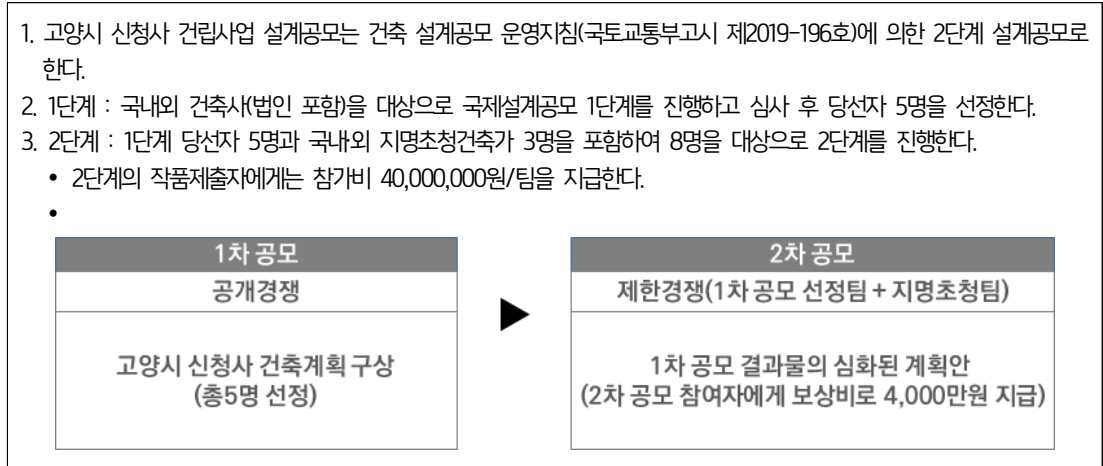 1. 고양시 신청사 건립사업 설계공모는 건축 설계공모 운영지침(국토교통부고시 제2019-196호)에 의한 2단계 설계공모로
한다.
2. 1단계 : 국내외 건축사(법인 포함)을 대상으로 국제설계공모 1단계를 진행하고 심사 후 당선자 5명을 선정한다.
3. 2단계 : 1단계 당선자 5명과 국내·외 지명초청건축가 3명을 포함하여 8명을 대상으로 2단계를 진행한다.
• 2단계의 작품제출자에게는 참가비 40,000,000원/팀을 지급한다.
•
1차 공모
공개경쟁
고양시 신청사 건축계획 구상
(총5명 선정)
▶
2차 공모
제한경쟁(1차 공모 선정팀 + 지명초청팀)
1차 공모 결과물의 심화된 계획안
(2차 공모 참여자에게 보상비로 4,000만원 지급)